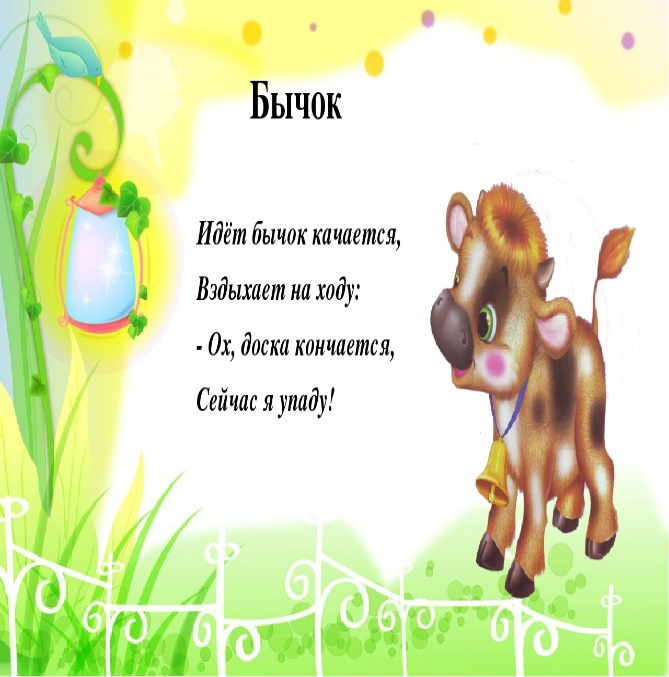 Бычок
Идёт бычок качается,
Вздыхает на ходу:
- Ох, доска кончается,
Сейчас я упаду!